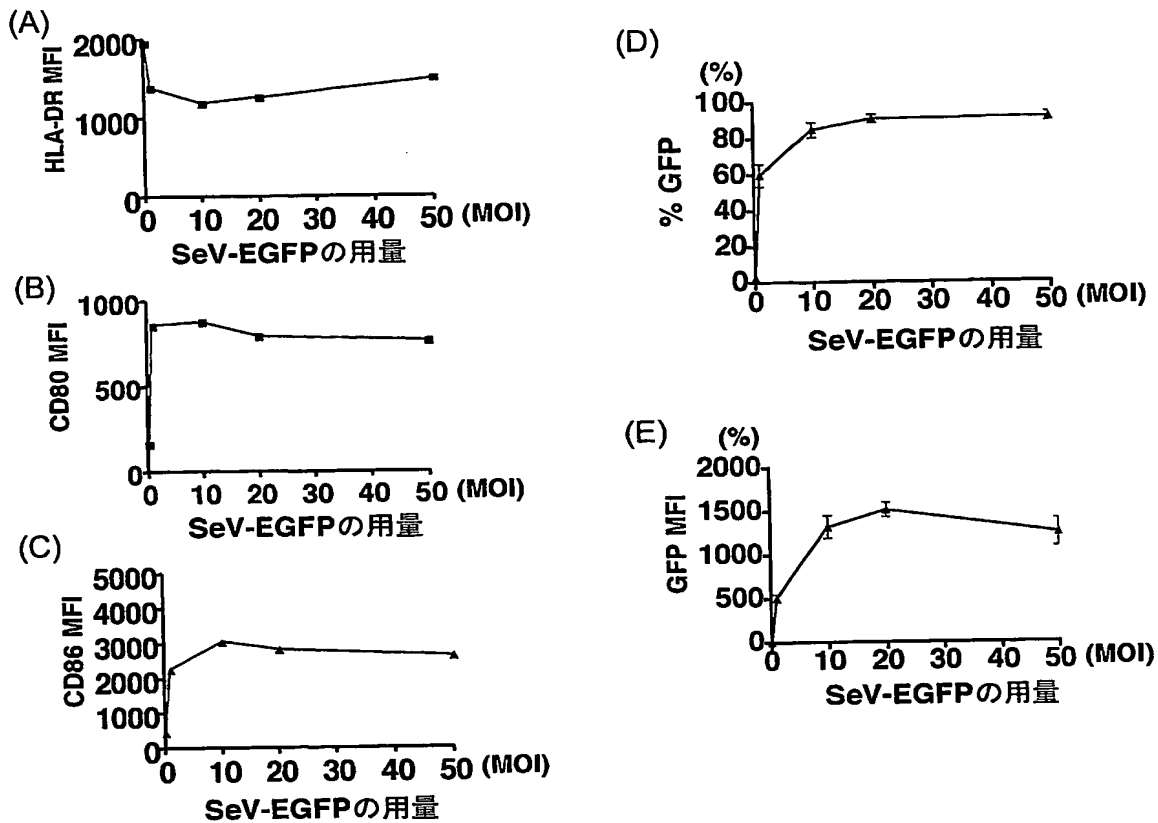 (A)
HLA-DR MFI
2000
1000
0
0 10 20 30 40 50 (MOI)
SeV-EGFPの用量
(B)
CD80 MFI
1000
500
0
0 10 20 30 40 50 (MOI)
SeV-EGFPの用量
(C)
CD86 MFI
5000
4000
3000
2000
1000
0
0 10 20 30 40 50 (MOI)
SeV-EGFPの用量
(D)
(%)
% GFP
100
80
60
40
20
0
0 10 20 30 40 50 (MOI)
SeV-EGFPの用量
(E)
(%)
GFP MFI
2000
1500
1000
500
0
0 10 20 30 40 50 (MOI)
SeV-EGFPの用量